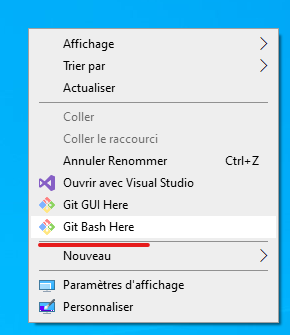 Affichage
Trier par
Actualiser
Coller
Coller le raccourci
Annuler Renommer Ctrl+Z
Ouvrir avec Visual Studio
Git GUI Here
Git Bash Here
Nouveau
Paramètres d'affichage
Personnaliser